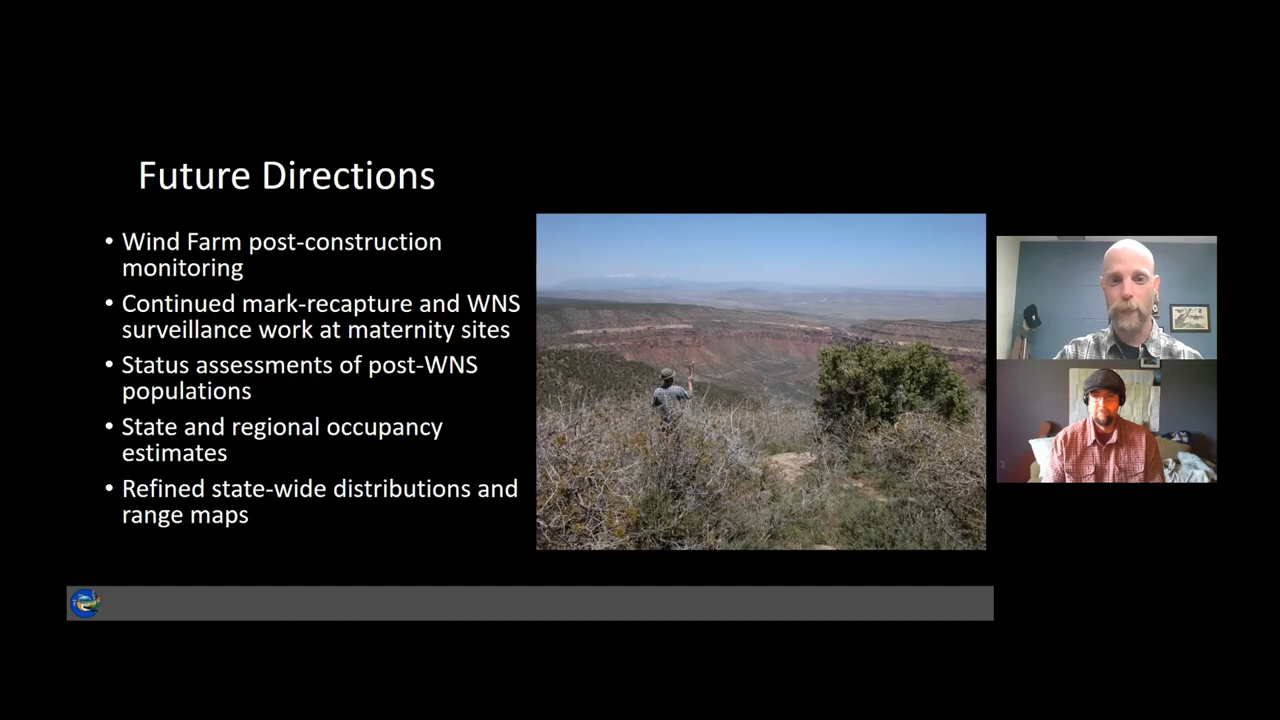 Future Directions
• Wind Farm post-construction
monitoring
• Continued mark-recapture and WNS
surveillance work at maternity sites
• Status assessments of post-WNS
populations
• State and regional occupancy
estimates
• Refined state-wide distributions and
range maps